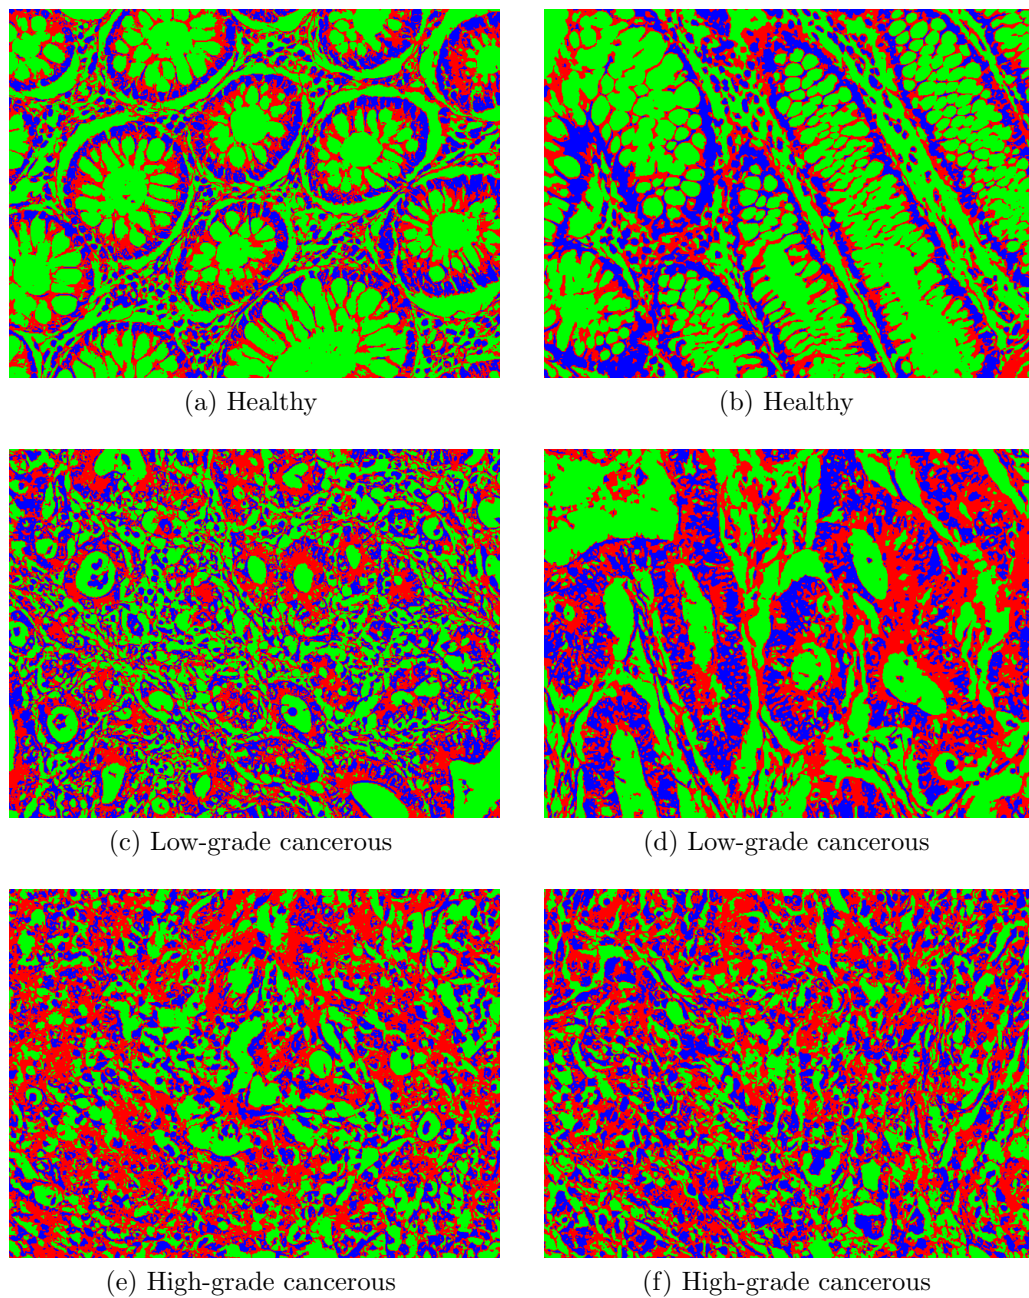 (a) Healthy
(b) Healthy
(c) Low-grade cancerous
(d) Low-grade cancerous
(e) High-grade cancerous
(f) High-grade cancerous